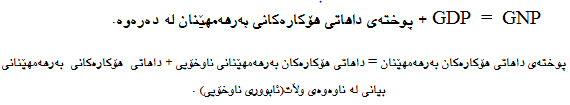 GDP = GNP + پوختەی داهاتی هۆکارەکانی بەرهەمهێنان لە دەرەوە.
پوختەی داهاتی هۆکارەکان بەرهەمهێنان = داهاتی هۆکارەکان بەرهەمهێنانی ناوخۆیی + داهاتی هۆکارەکانی بەرهەمهێنانی
بیانی لە ناوەوەی وڵات(ئابووری ناوخۆیی) .